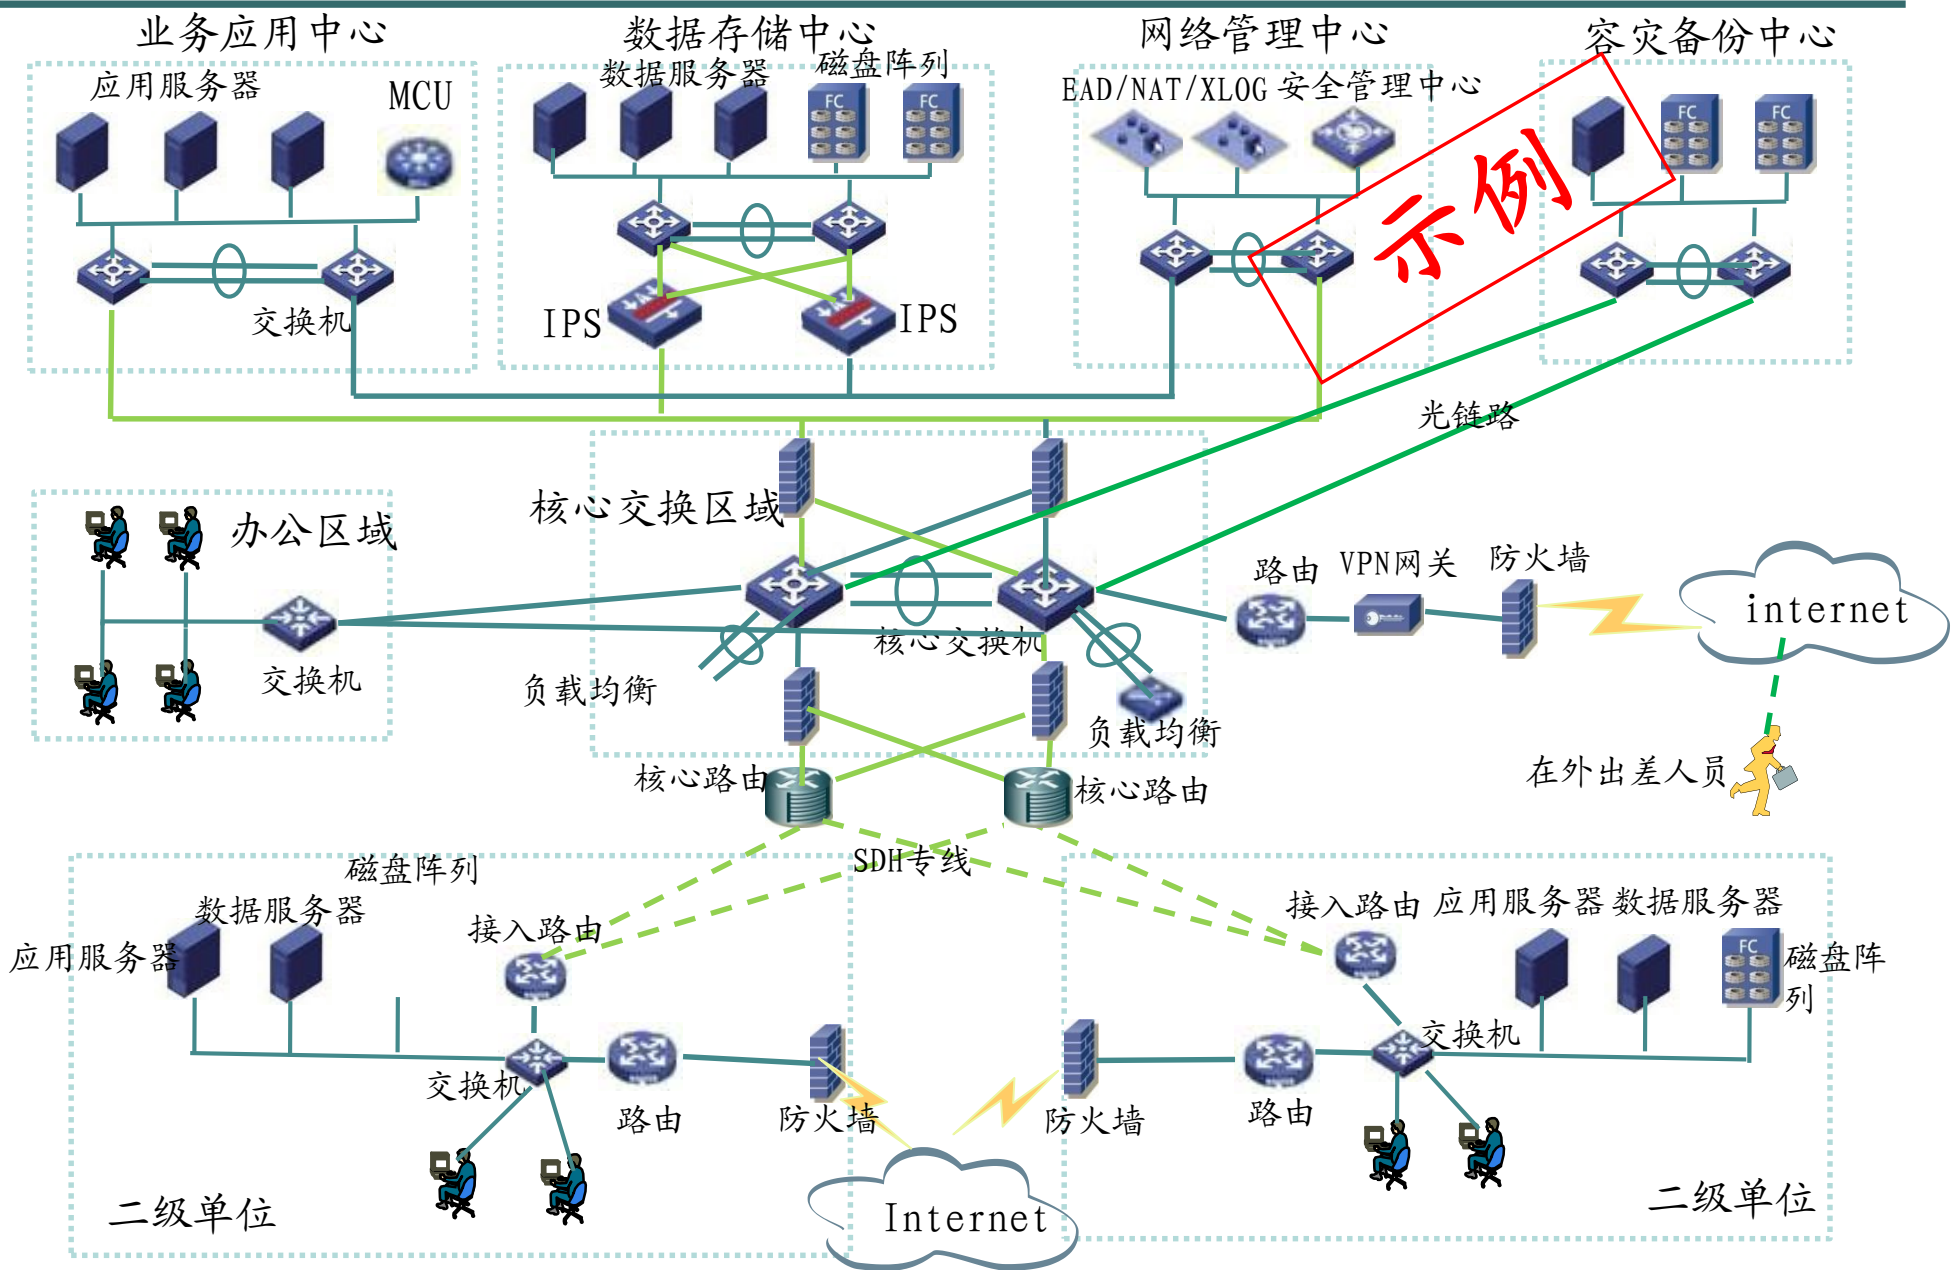 业务应用中心
数据存储中心
网络管理中心
容灾备份中心
应用服务器
MCU
数据服务器
磁盘阵列
FC
FC
EAD/NAT/XLOG 安全管理中心
FC
FC
示例
交换机
IPS
IPS
光链路
核心交换区域
办公区域
交换机
核心交换机
负载均衡
负载均衡
路由
VPN网关
防火墙
internet
在外出差人员
核心路由
核心路由
SDH专线
磁盘阵列
数据服务器
应用服务器
接入路由
交换机
路由
防火墙
二级单位
Internet
接入路由
应用服务器
数据服务器
FC
磁盘阵
列
交换机
路由
防火墙
二级单位